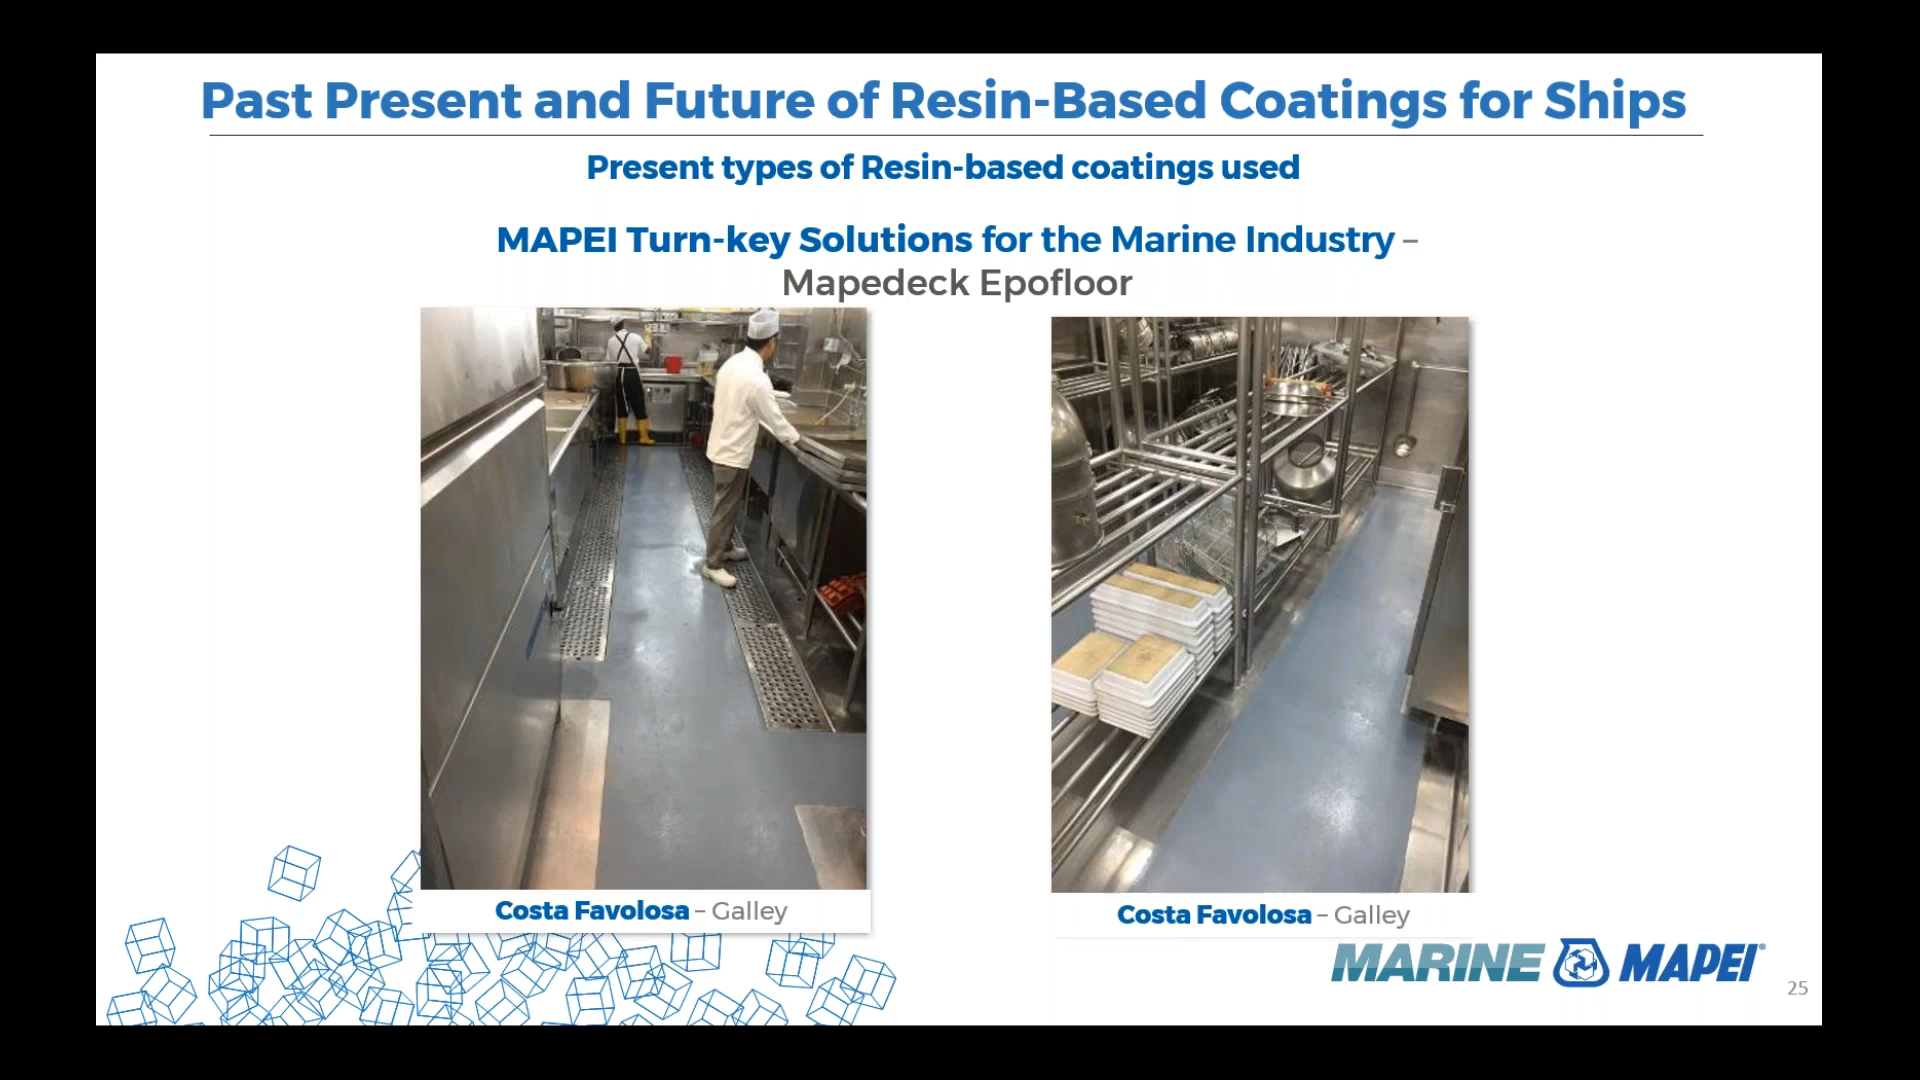 Past Present and Future of Resin-Based Coatings for Ships
Present types of Resin-based coatings used
MAPEI Turn-key Solutions for the Marine Industry –
Mapedeck Epofloor
Costa Favolosa – Galley
Costa Favolosa – Galley
MARINE MAPEI®
25